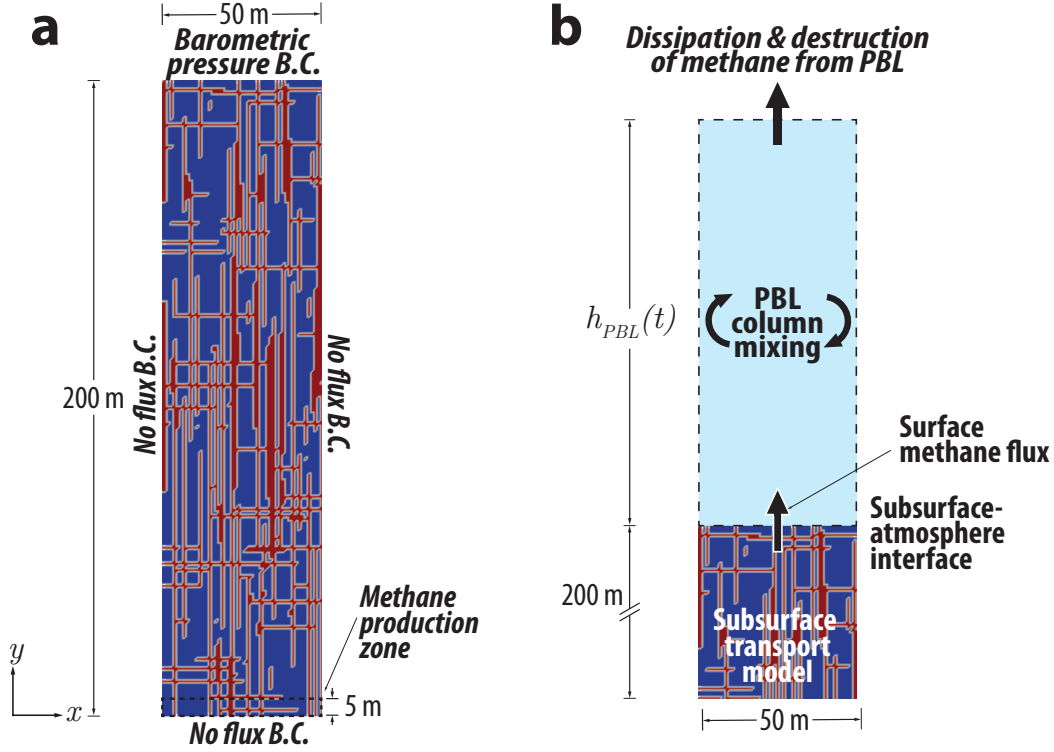 a
50 m
Barometric
pressure B.C.
200 m
No flux B.C.
No flux B.C.
Methane
production
zone
5 m
y
x
No flux B.C.
b
Dissipation & destruction
of methane from PBL
h_PBL(t)
PBL
column
mixing
Surface
methane flux
Subsurface-
atmosphere
interface
200 m
Subsurface
transport
model
50 m